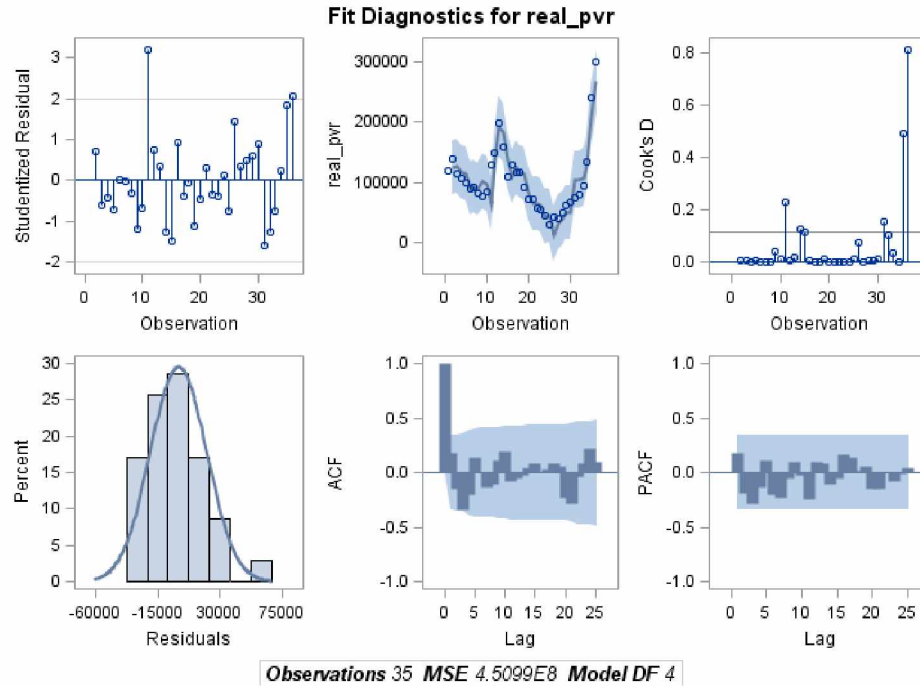 Fit Diagnostics for real_pvr
Studentized Residual
3
2
1
0
-1
-2
0 10 20 30
Observation
real_pvr
300000
200000
100000
0
0 10 20 30
Observation
Cook's D
0.8
0.6
0.4
0.2
0.0
0 10 20 30
Observation
Percent
30
25
20
15
10
5
0
-60000 -15000 30000 75000
Residuals
ACF
1.0
0.5
0.0
-0.5
-1.0
0 5 10 15 20 25
Lag
PACF
1.0
0.5
0.0
-0.5
-1.0
0 5 10 15 20 25
Lag
Observations 35 MSE 4.5099E8 Model DF 4